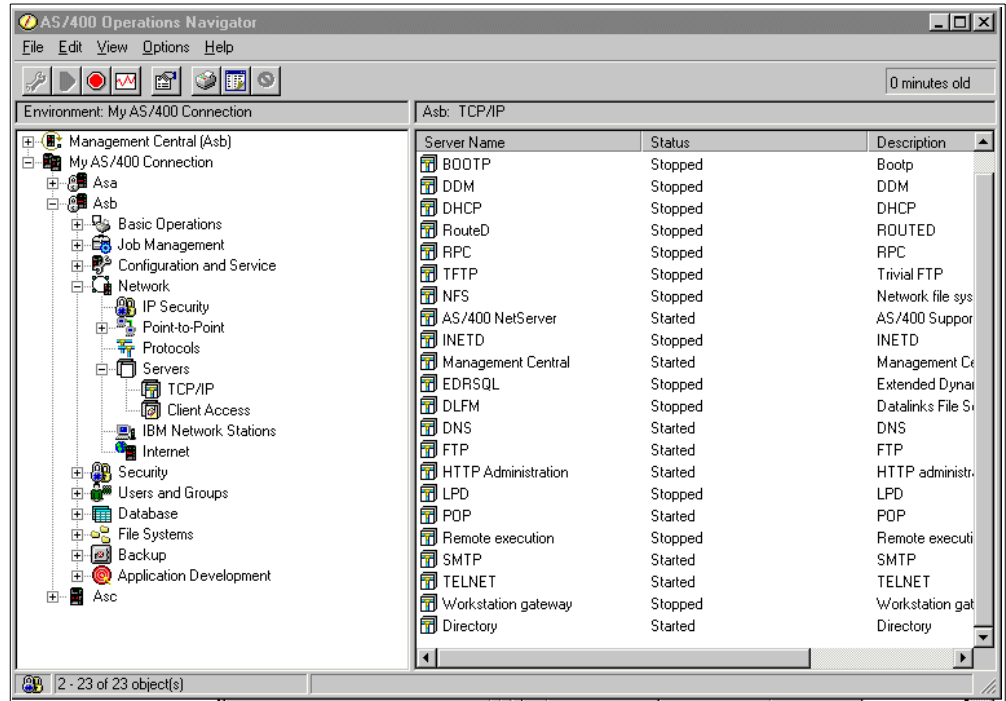 AS/400 Operations Navigator
File Edit View Options Help
0 minutes old
Environment: My AS/400 Connection
Asb: TCP/IP
Management Central (Asb)
My AS/400 Connection
Asa
Asb
Basic Operations
Job Management
Configuration and Service
Network
IP Security
Point-to-Point
Protocols
Servers
TCP/IP
Client Access
IBM Network Stations
Internet
Security
Users and Groups
Database
File Systems
Backup
Application Development
Asc
Server Name Status Description
BOOTP Stopped Bootp
DDM Stopped DDM
DHCP Stopped DHCP
RouteD Stopped ROUTED
RPC Stopped RPC
TFTP Stopped Trivial FTP
NFS Stopped Network file sys
AS/400 NetServer Started AS/400 Suppor
INETD Stopped INETD
Management Central Started Management Ce
EDRSQL Stopped Extended Dynar
DLFM Stopped Datalinks File Se
DNS Started DNS
FTP Started FTP
HTTP Administration Started HTTP administr
LPD Stopped LPD
POP Started POP
Remote execution Stopped Remote executi
SMTP Started SMTP
TELNET Started TELNET
Workstation gateway Stopped Workstation gat
Directory Started Directory
2 - 23 of 23 object(s)